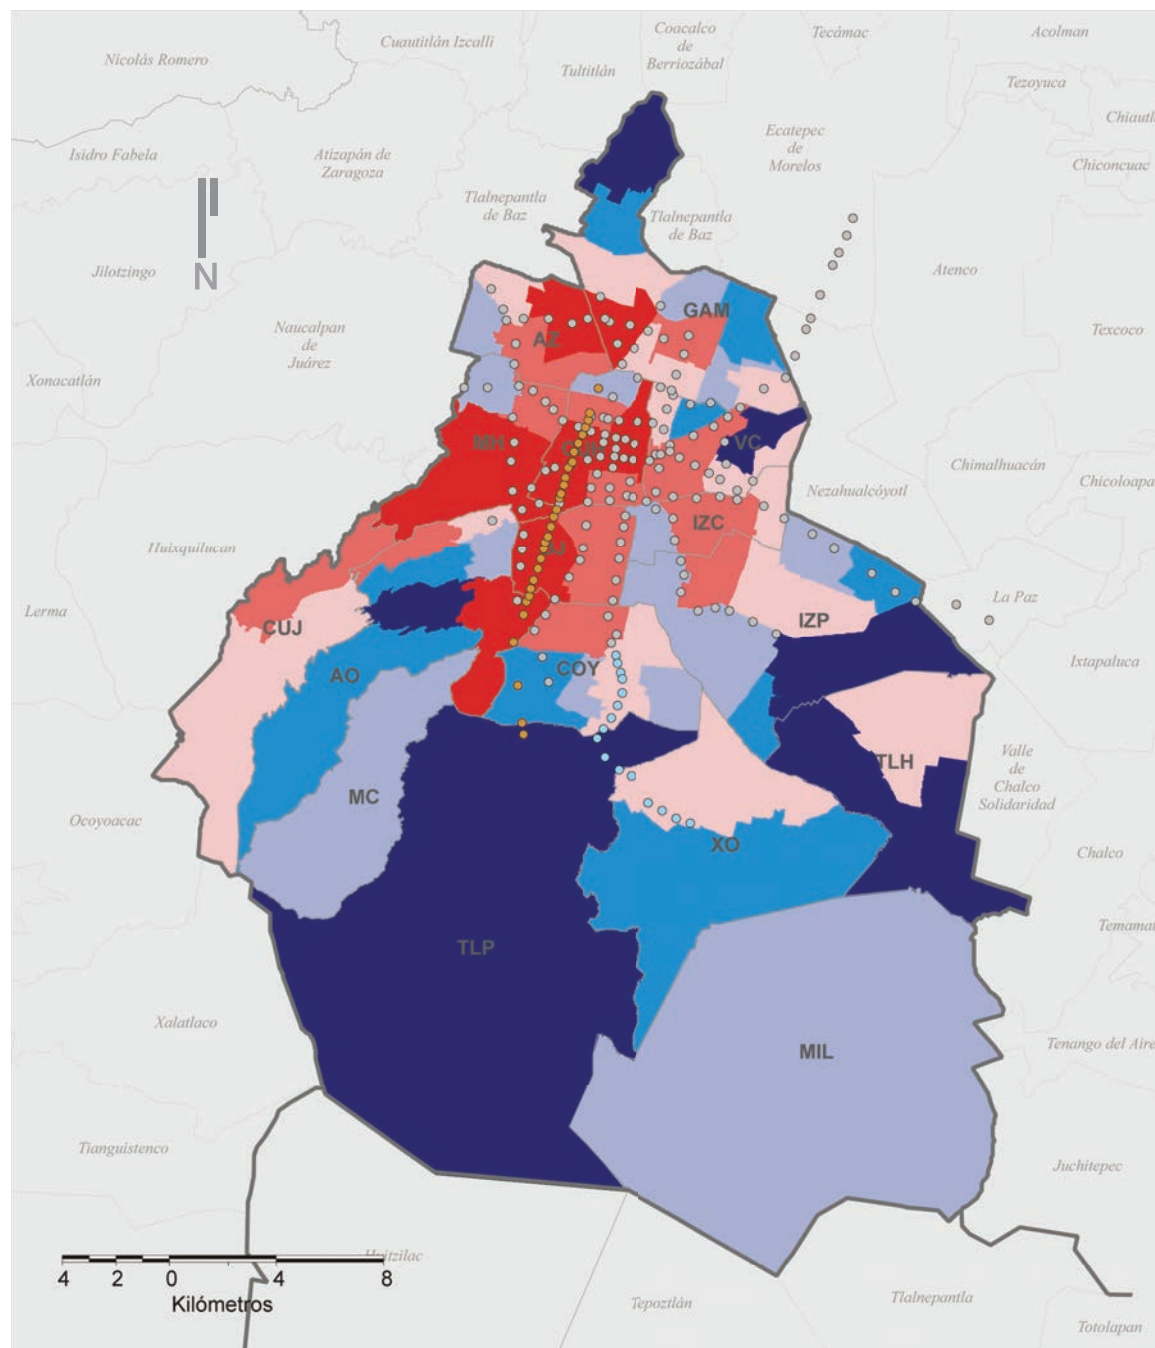 Coacalco
de
Berriozábal
Tecámac
Acolman
Cuautitlán Izcalli
Nicolás Romero
Tultitlán
Tezoyuca
Ecatepec
de
Morelos
Isidro Fabela
Atizapán de
Zaragoza
Chiconcuac
Tlalnepantla
de Baz
Tlalnepantla
de Baz
N
Jilotzingo
Atenco
GAM
Naucalpan
de
Juárez
Texcoco
AZ
Xonacatlán
MH
VC
Chimalhuacán
Nezahualcóyotl
IZC
Huixquilucan
BJ
La Paz
Lerma
CUJ
IZP
COY
AO
Ixtapaluca
TLH
Valle
de
Chalco
Solidaridad
MC
Ocoyoacac
XO
Chalco
TLP
Xalatlaco
MIL
Tenango del Aire
Tianguistenco
Juchitepec
Huitzilac
4 2 0 4 8
Kilómetros
Tepoztlán
Tlalnepantla
Totolapan